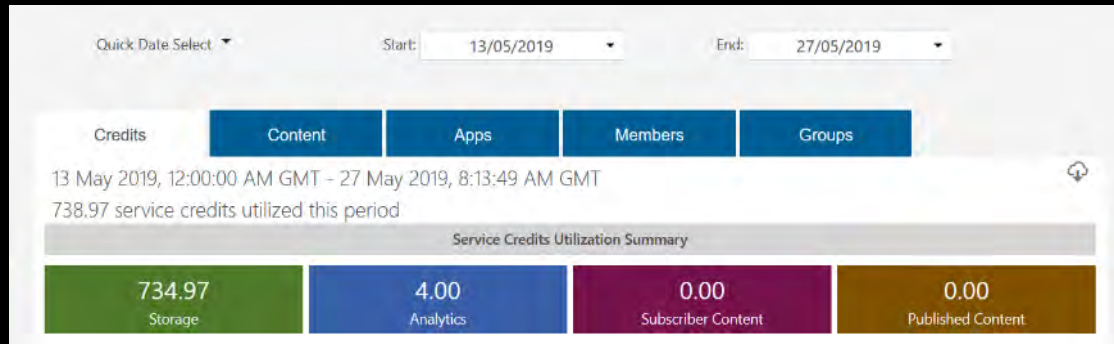 Quick Date Select Start: 13/05/2019 End: 27/05/2019
Credits Content Apps Members Groups
13 May 2019, 12:00:00 AM GMT - 27 May 2019, 8:13:49 AM GMT
738.97 service credits utilized this period
Service Credits Utilization Summary
734.97 4.00 0.00 0.00
Storage Analytics Subscriber Content Published Content